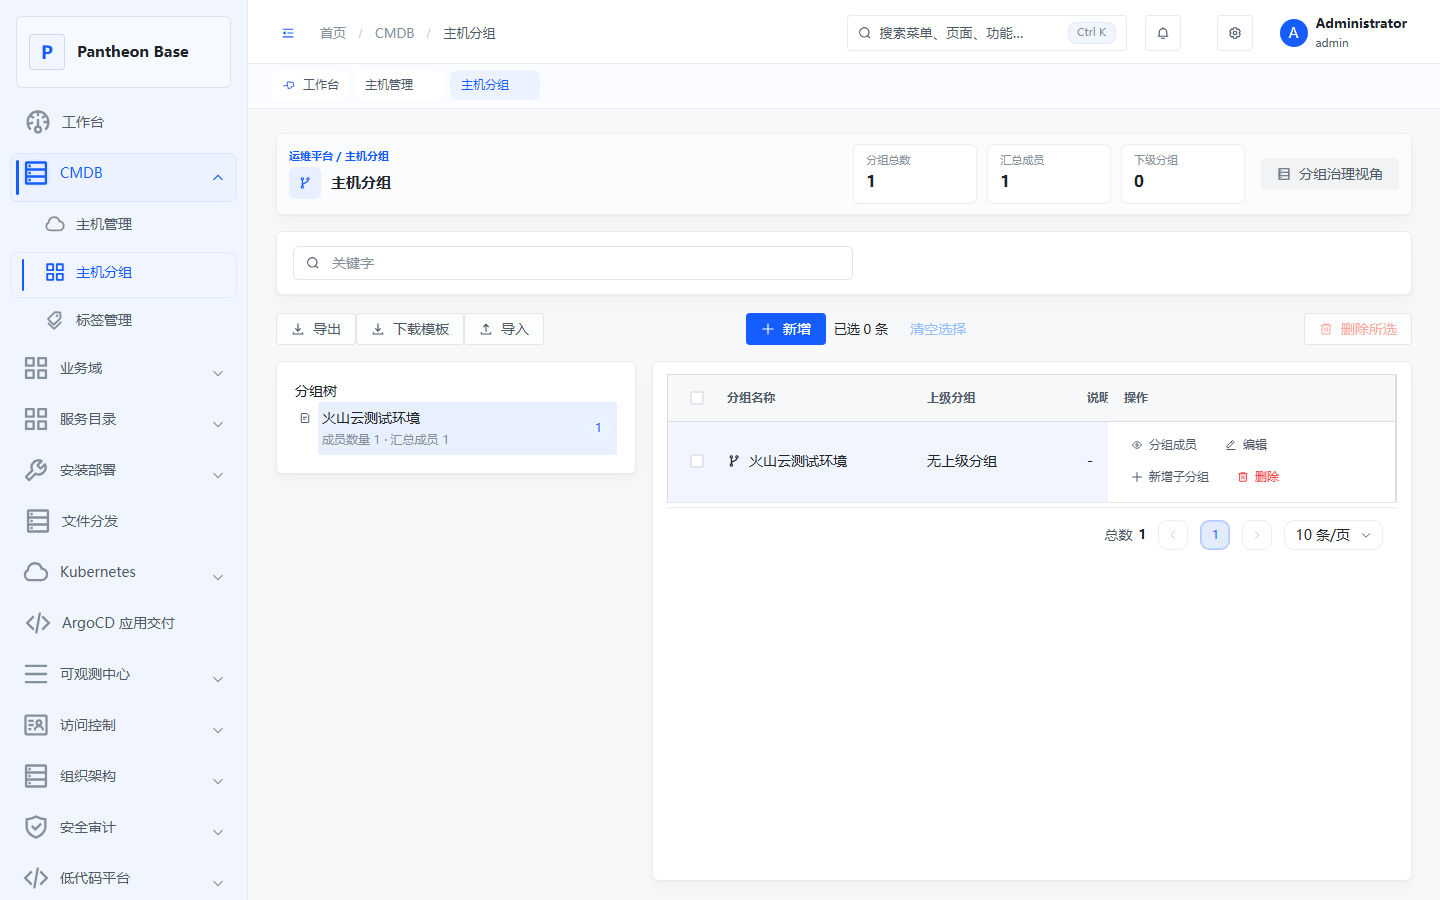 P Pantheon Base
工作台
CMDB
主机管理
主机分组
标签管理
业务域
服务目录
安装部署
文件分发
Kubernetes
ArgoCD 应用交付
可观测中心
访问控制
组织架构
安全审计
低代码平台
首页 / CMDB / 主机分组
搜索菜单、页面、功能... Ctrl K
A Administrator
admin
工作台 主机管理 主机分组
运维平台 / 主机分组
主机分组
分组总数
1
汇总成员
1
下级分组
0
分组治理视角
关键字
导出 下载模板 导入 新增 已选 0 条 清空选择 删除所选
分组树
火山云测试环境
成员数量 1 · 汇总成员 1
1
分组名称 上级分组 说明 操作
火山云测试环境 无上级分组 - 分组成员 编辑
新增子分组 删除
总数 1 1 10 条/页